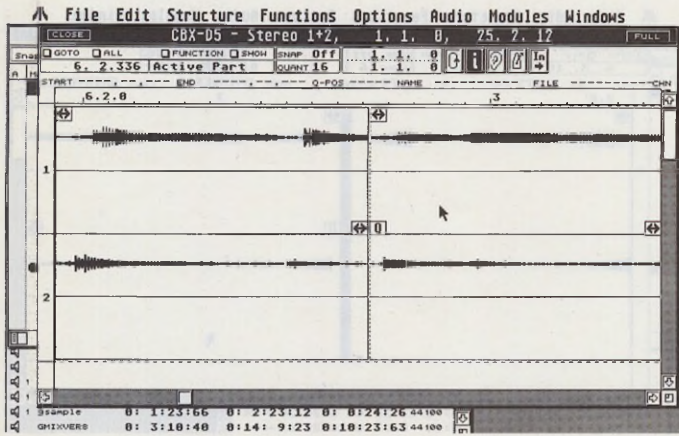 File Edit Structure Functions Options Audio Modules Windows
CLOSE CBX-D5 - Stereo 1+2, 1. 1. 0, 25. 2. 12 FULL
GOTO ALL FUNCTION SHOW SNAP Off 1. 1. 0
6. 2.336 Active Part QUANT 16 1. 1. 0 In
START --.--.--.--- END --.--.--.--- Q-POS ----- NAME ----------- FILE ----------- CHN
6.2.0 3
1
Q
2
9sample 0: 1:23:66 0: 2:23:12 0: 0:24:26 44100
GMIXVERS 0: 3:10:40 0:14: 9:23 0:10:23:63 44100